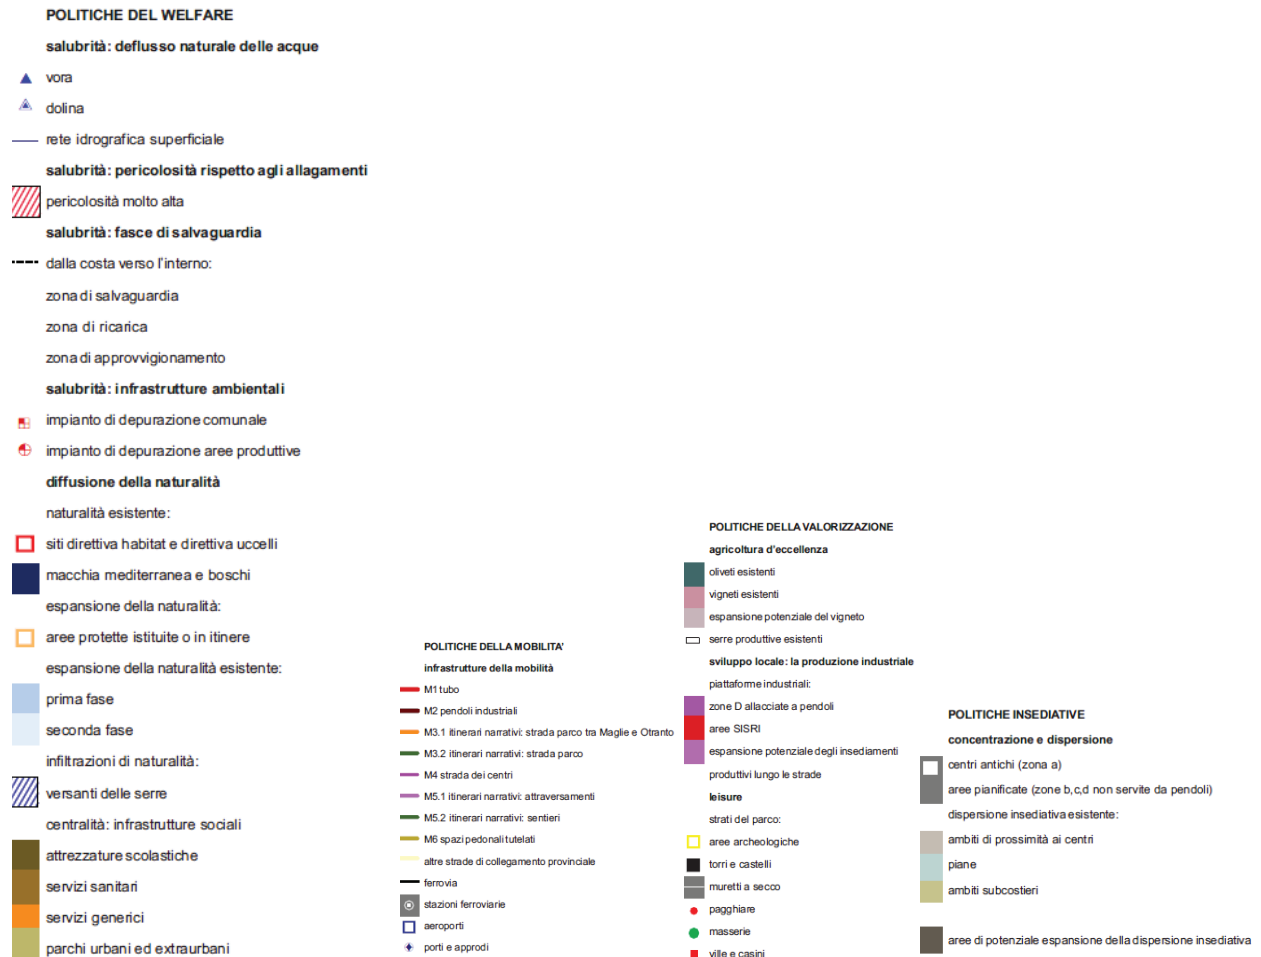 POLITICHE DEL WELFARE
salubrità: deflusso naturale delle acque
vora
dolina
rete idrografica superficiale
salubrità: pericolosità rispetto agli allagamenti
pericolosità molto alta
salubrità: fasce di salvaguardia
dalla costa verso l'interno:
zona di salvaguardia
zona di ricarica
zona di approvvigionamento
salubrità: infrastrutture ambientali
impianto di depurazione comunale
impianto di depurazione aree produttive
diffusione della naturalità
naturalità esistente:
siti direttiva habitat e direttiva uccelli
macchia mediterranea e boschi
espansione della naturalità:
aree protette istituite o in itinere
espansione della naturalità esistente:
prima fase
seconda fase
infiltrazioni di naturalità:
versanti delle serre
centralità: infrastrutture sociali
attrezzature scolastiche
servizi sanitari
servizi generici
parchi urbani ed extraurbani
POLITICHE DELLA MOBILITA'
infrastrutture della mobilità
M1 tubo
M2 pendoli industriali
M3.1 itinerari narrativi: strada parco tra Maglie e Otranto
M3.2 itinerari narrativi: strada parco
M4 strada dei centri
M5.1 itinerari narrativi: attraversamenti
M5.2 itinerari narrativi: sentieri
M6 spazi pedonali tutelati
altre strade di collegamento provinciale
ferrovia
stazioni ferroviarie
aeroporti
porti e approdi
POLITICHE DELLA VALORIZZAZIONE
agricoltura d'eccellenza
oliveti esistenti
vigneti esistenti
espansione potenziale del vigneto
serre produttive esistenti
sviluppo locale: la produzione industriale
piattaforme industriali:
zone D allacciate a pendoli
aree SISRI
espansione potenziale degli insediamenti
produttivi lungo le strade
leisure
strati del parco:
aree archeologiche
torri e castelli
muretti a secco
pagghiare
masserie
ville e casini
POLITICHE INSEDIATIVE
concentrazione e dispersione
centri antichi (zona a)
aree pianificate (zone b,c,d non servite da pendoli)
dispersione insediativa esistente:
ambiti di prossimità ai centri
piane
ambiti subcostieri
aree di potenziale espansione della dispersione insediativa